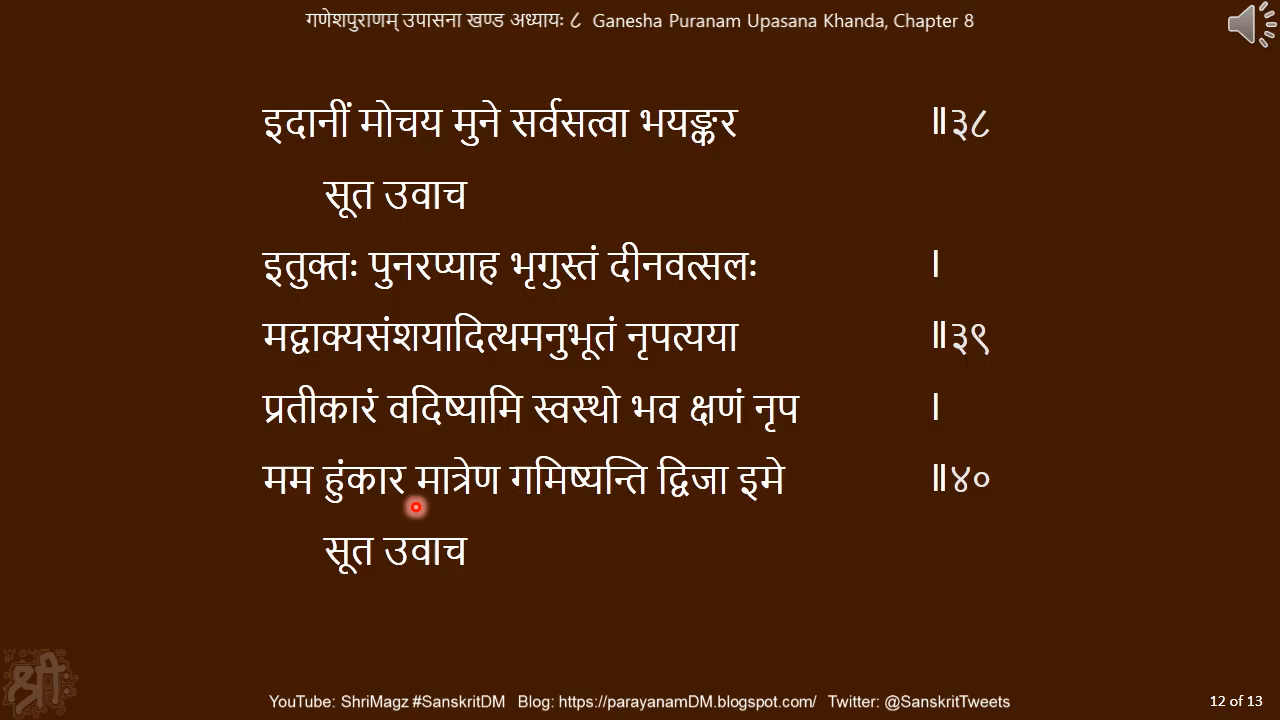 गणेशपुराणम् उपासना खण्ड अध्यायः ८ Ganesha Puranam Upasana Khanda, Chapter 8
इदानीं मोचय मुने सर्वसत्वा भयङ्कर ॥३८
सूत उवाच
इतुक्तः पुनरप्याह भृगुस्तं दीनवत्सलः ।
मद्वाक्यसंशयादित्थमनुभूतं नृपत्यया ॥३९
प्रतीकारं वदिष्यामि स्वस्थो भव क्षणं नृप ।
मम हुंकार मात्रेण गमिष्यन्ति द्विजा इमे ॥४०
सूत उवाच
श्री
YouTube: ShriMagz #SanskritDM Blog: https://parayanamDM.blogspot.com/ Twitter: @SanskritTweets
12 of 13